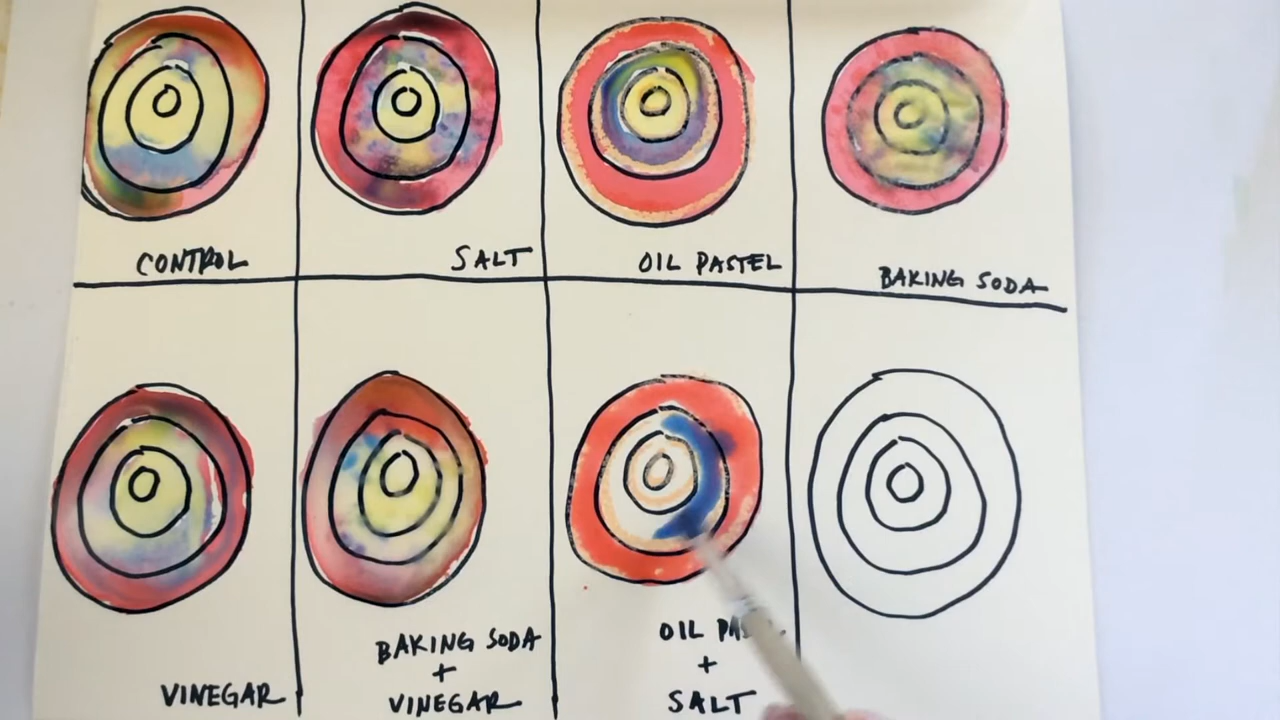 CONTROL
SALT
OIL PASTEL
BAKING SODA
VINEGAR
BAKING SODA
+
VINEGAR
OIL
+
SALT